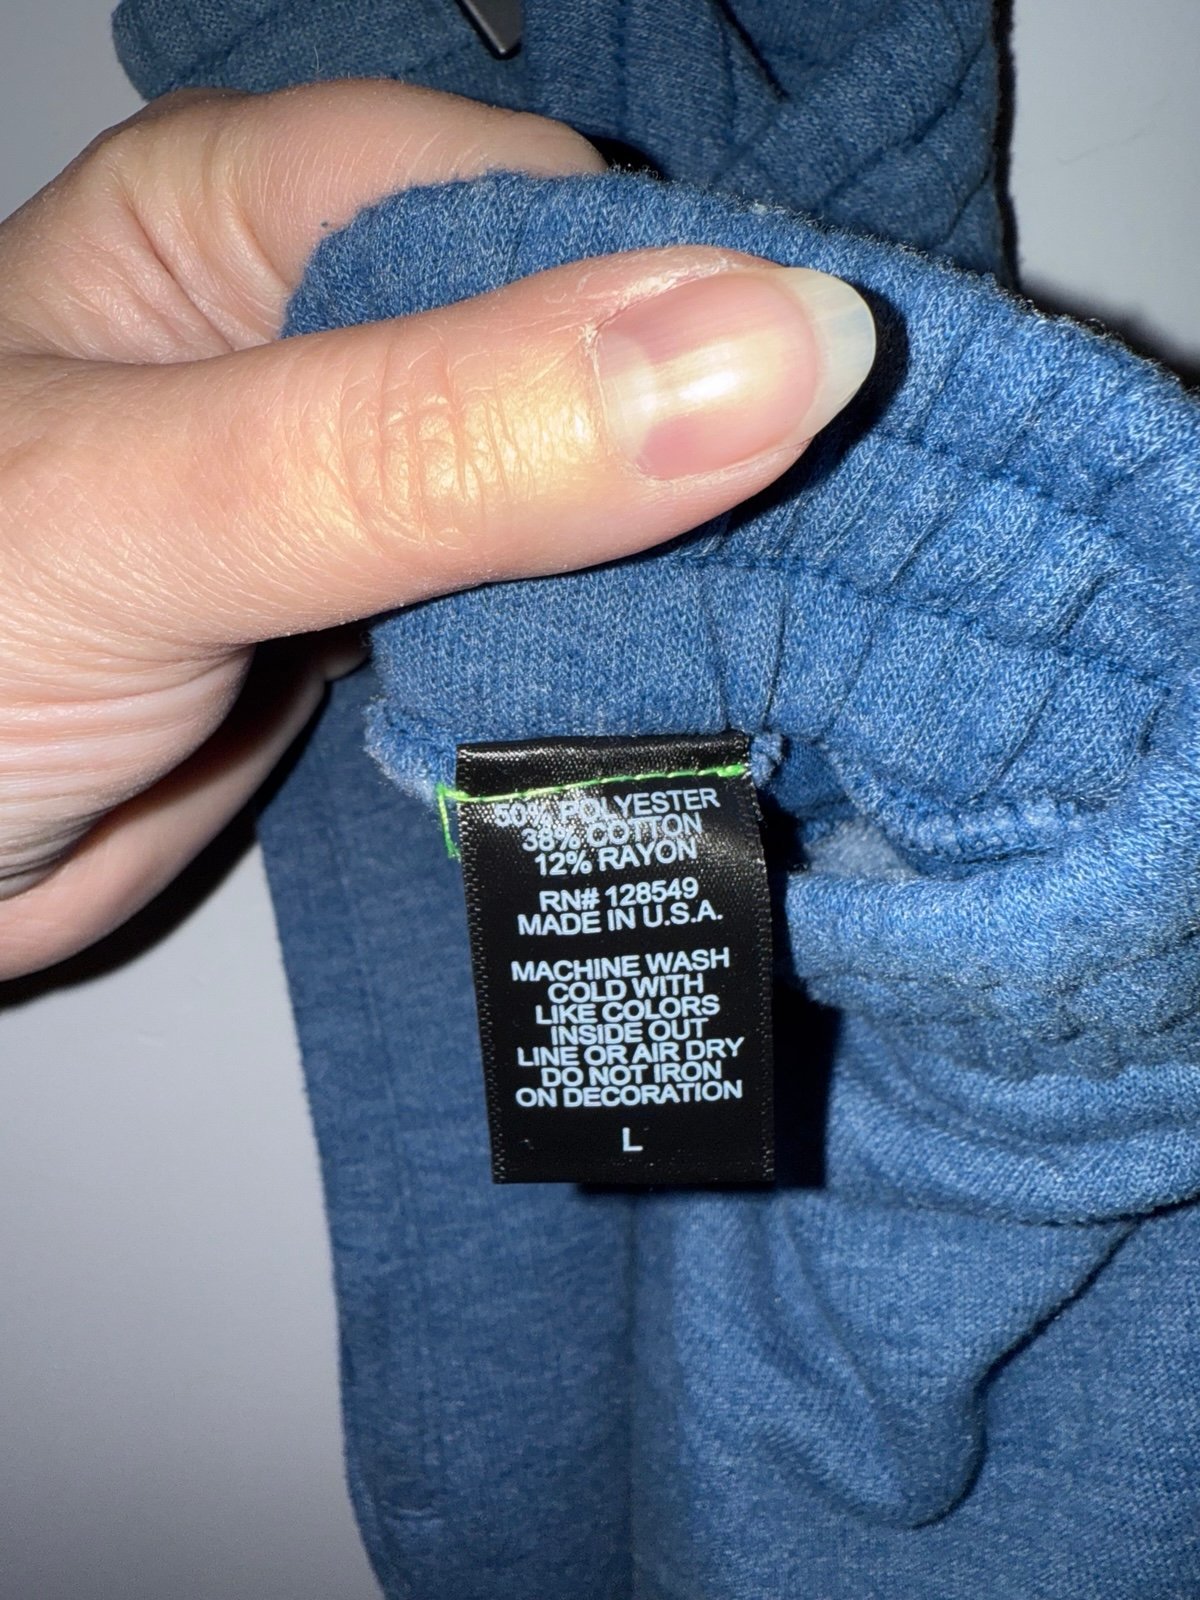 50% POLYESTER
38% COTTON
12% RAYON
RN# 128549
MADE IN U.S.A.
MACHINE WASH
COLD WITH
LIKE COLORS
INSIDE OUT
LINE OR AIR DRY
DO NOT IRON
ON DECORATION
L